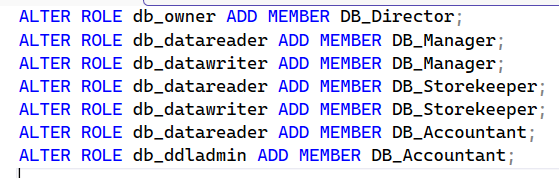 ALTER ROLE db_owner ADD MEMBER DB_Director;
ALTER ROLE db_datareader ADD MEMBER DB_Manager;
ALTER ROLE db_datawriter ADD MEMBER DB_Manager;
ALTER ROLE db_datareader ADD MEMBER DB_Storekeeper;
ALTER ROLE db_datawriter ADD MEMBER DB_Storekeeper;
ALTER ROLE db_datareader ADD MEMBER DB_Accountant;
ALTER ROLE db_ddladmin ADD MEMBER DB_Accountant;